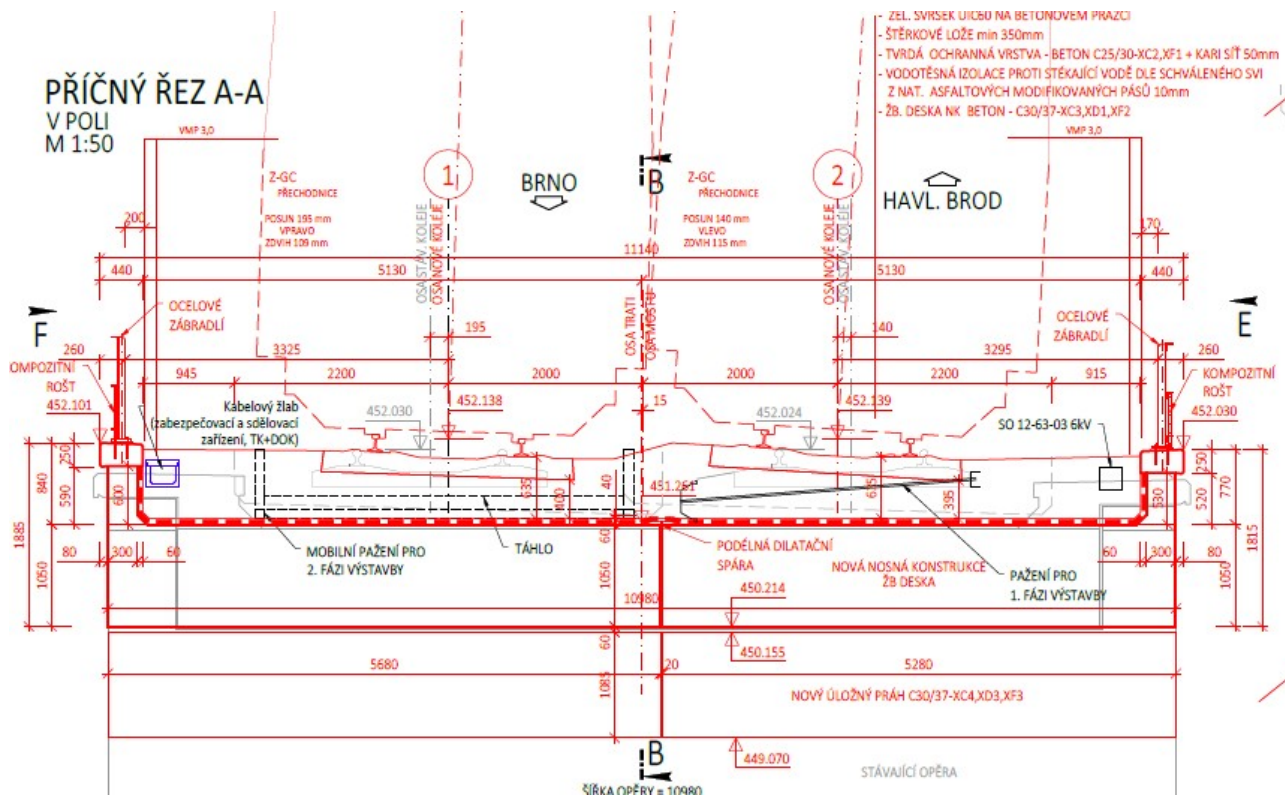 - ŽEL. SVRŠEK UIC60 NA BETONOVÉM PRAŽCI
- ŠTĚRKOVÉ LOŽE min 350mm
- TVRDÁ OCHRANNÁ VRSTVA - BETON C25/30-XC2,XF1 + KARI SÍŤ 50mm
- VODOTĚSNÁ IZOLACE PROTI STÉKAJÍCÍ VODĚ DLE SCHVÁLENÉHO SVI
Z NAT. ASFALTOVÝCH MODIFIKOVANÝCH PÁSŮ 10mm
- ŽB. DESKA NK BETON - C30/37-XC3,XD1,XF2
PŘÍČNÝ ŘEZ A-A
V POLI
M 1:50
VMP 3,0
VMP 3,0
1
BRNO
B
2
HAVL. BROD
Z-GC
PŘECHODNICE
POSUN 195 mm
VPRAVO
ZDVIH 109 mm
Z-GC
PŘECHODNICE
POSUN 140 mm
VLEVO
ZDVIH 115 mm
OSA STÁV. KOLEJE
OSA NOVÉ KOLEJE
OSA NOVÉ KOLEJE
OSA STÁV. KOLEJE
200
170
11140
440
5130
5130
440
OSA TRATI
OSA MOSTU
F
E
OCELOVÉ
ZÁBRADLÍ
OCELOVÉ
ZÁBRADLÍ
195
140
260
3325
3295
260
OMPOZITNÍ
ROŠT
KOMPOZITNÍ
ROŠT
945
2200
2000
2000
2200
915
15
452.101
452.030
452.138
452.024
452.139
452.030
Kabelový žlab
(zabezpečovací a sdělovací
zařízení, TK+DOK)
SO 12-63-03 6kV
250
840
590
600
1885
635
400
40
451.261
635
395
530
250
520
770
1815
80
300
60
1050
MOBILNÍ PAŽENÍ PRO
2. FÁZI VÝSTAVBY
TÁHLO
60
1050
PODÉLNÁ DILATAČNÍ
SPÁRA
NOVÁ NOSNÁ KONSTRUKCE
ŽB DESKA
PAŽENÍ PRO
1. FÁZI VÝSTAVBY
60
300
80
1050
10980
450.214
60
450.155
5680
20
5280
1085
NOVÝ ÚLOŽNÝ PRÁH C30/37-XC4,XD3,XF3
B
449.070
STÁVAJÍCÍ OPĚRA
ŠÍŘKA OPĚRY = 10980